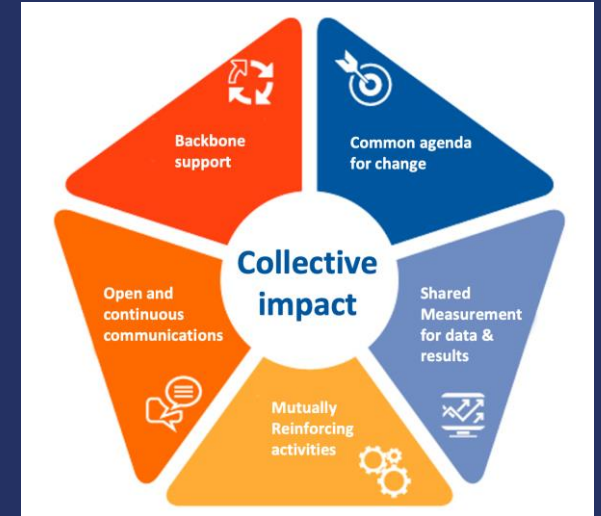 Backbone
support
Common agenda
for change
Collective
impact
Open and
continuous
communications
Shared
Measurement
for data &
results
Mutually
Reinforcing
activities